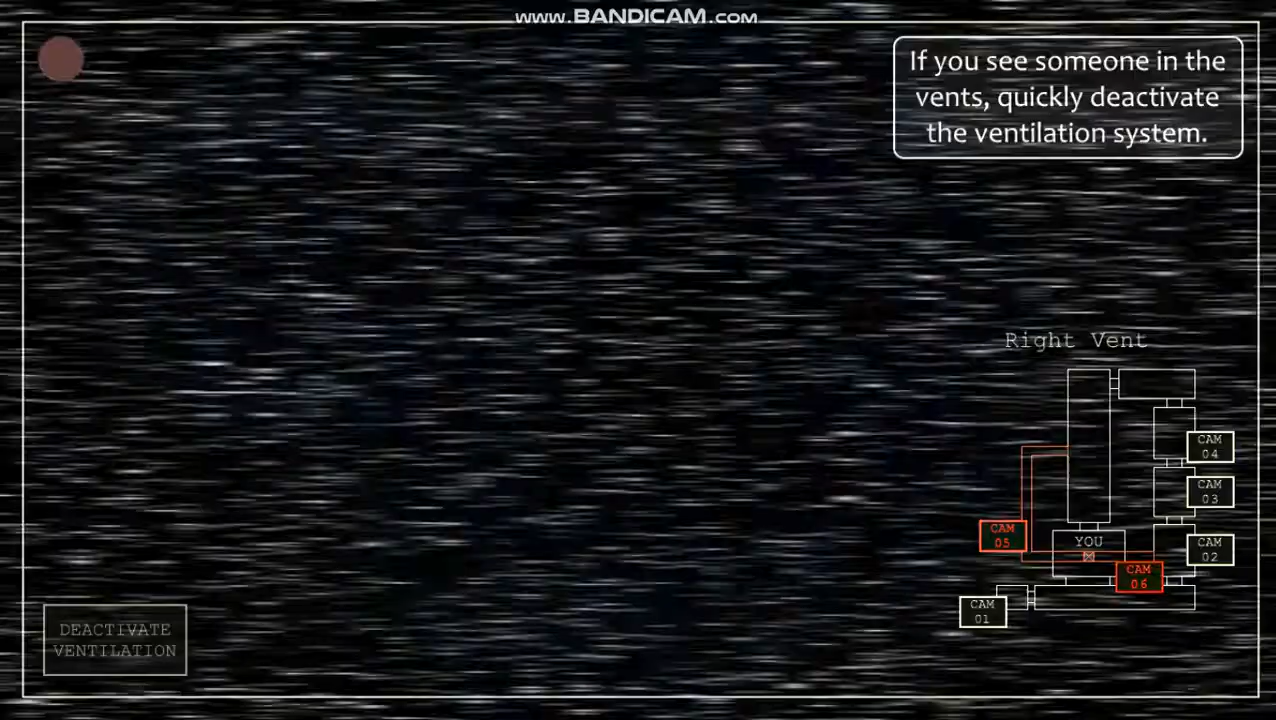 www.BANDICAM.com
If you see someone in the
vents, quickly deactivate
the ventilation system.
Right Vent
CAM
04
CAM
03
CAM
05
YOU
CAM
02
CAM
06
CAM
01
DEACTIVATE
VENTILATION